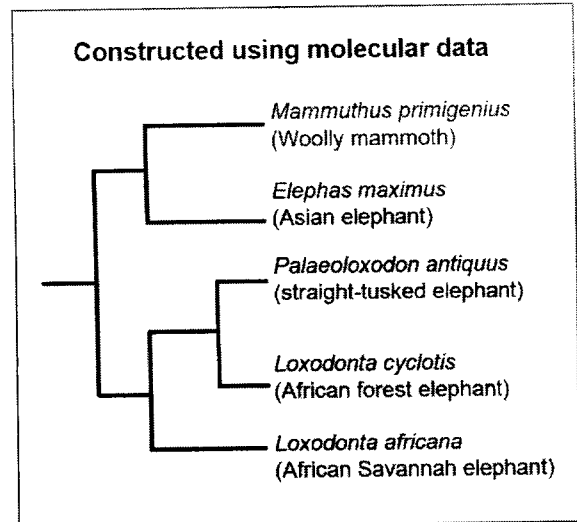 Constructed using molecular data
Mammuthus primigenius
(Woolly mammoth)
Elephas maximus
(Asian elephant)
Palaeoloxodon antiquus
(straight-tusked elephant)
Loxodonta cyclotis
(African forest elephant)
Loxodonta africana
(African Savannah elephant)